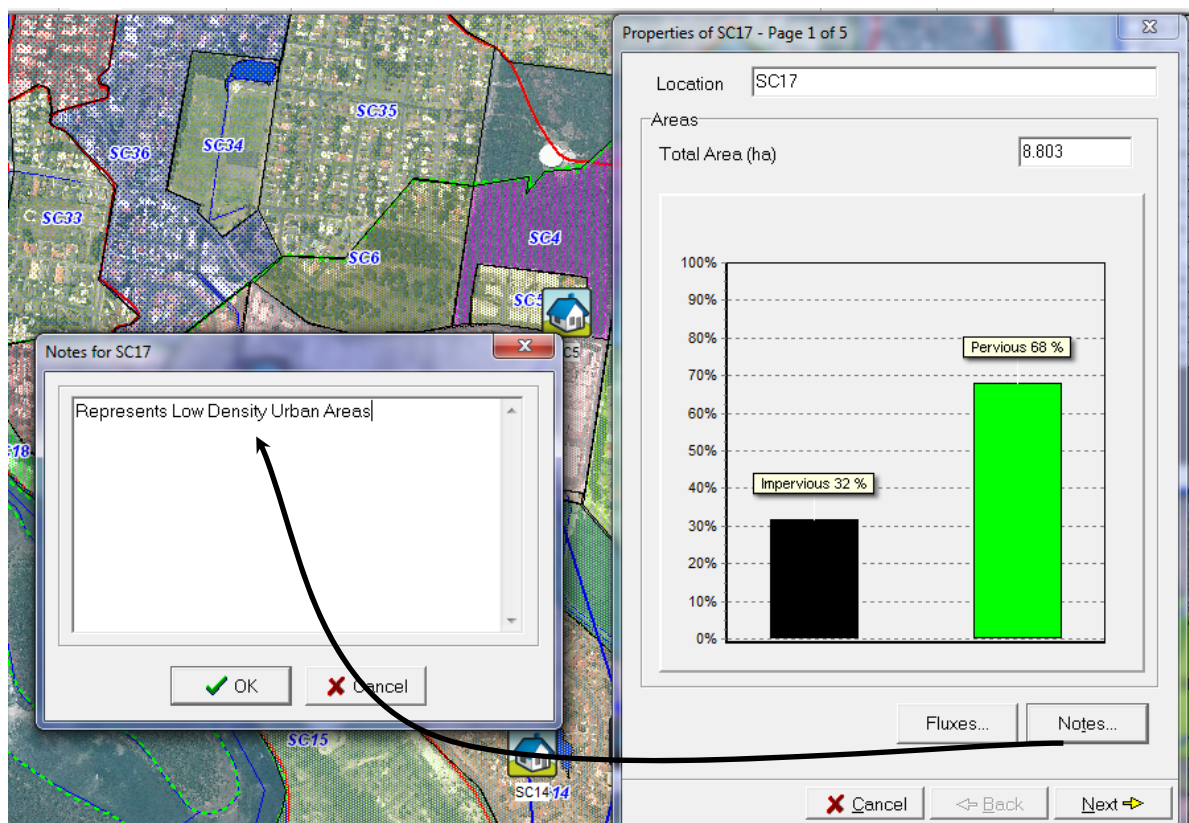 SC35
SC36
SC34
SC33
SC6
SC4
SC5
C5
18
SC15
SC14
14
Notes for SC17
Represents Low Density Urban Areas
OK
Cancel
Properties of SC17 - Page 1 of 5
Location
SC17
Areas
Total Area (ha)
8.803
100%
90%
80%
70%
60%
50%
40%
30%
20%
10%
0%
Impervious 32 %
Pervious 68 %
Fluxes...
Notes...
Cancel
Back
Next